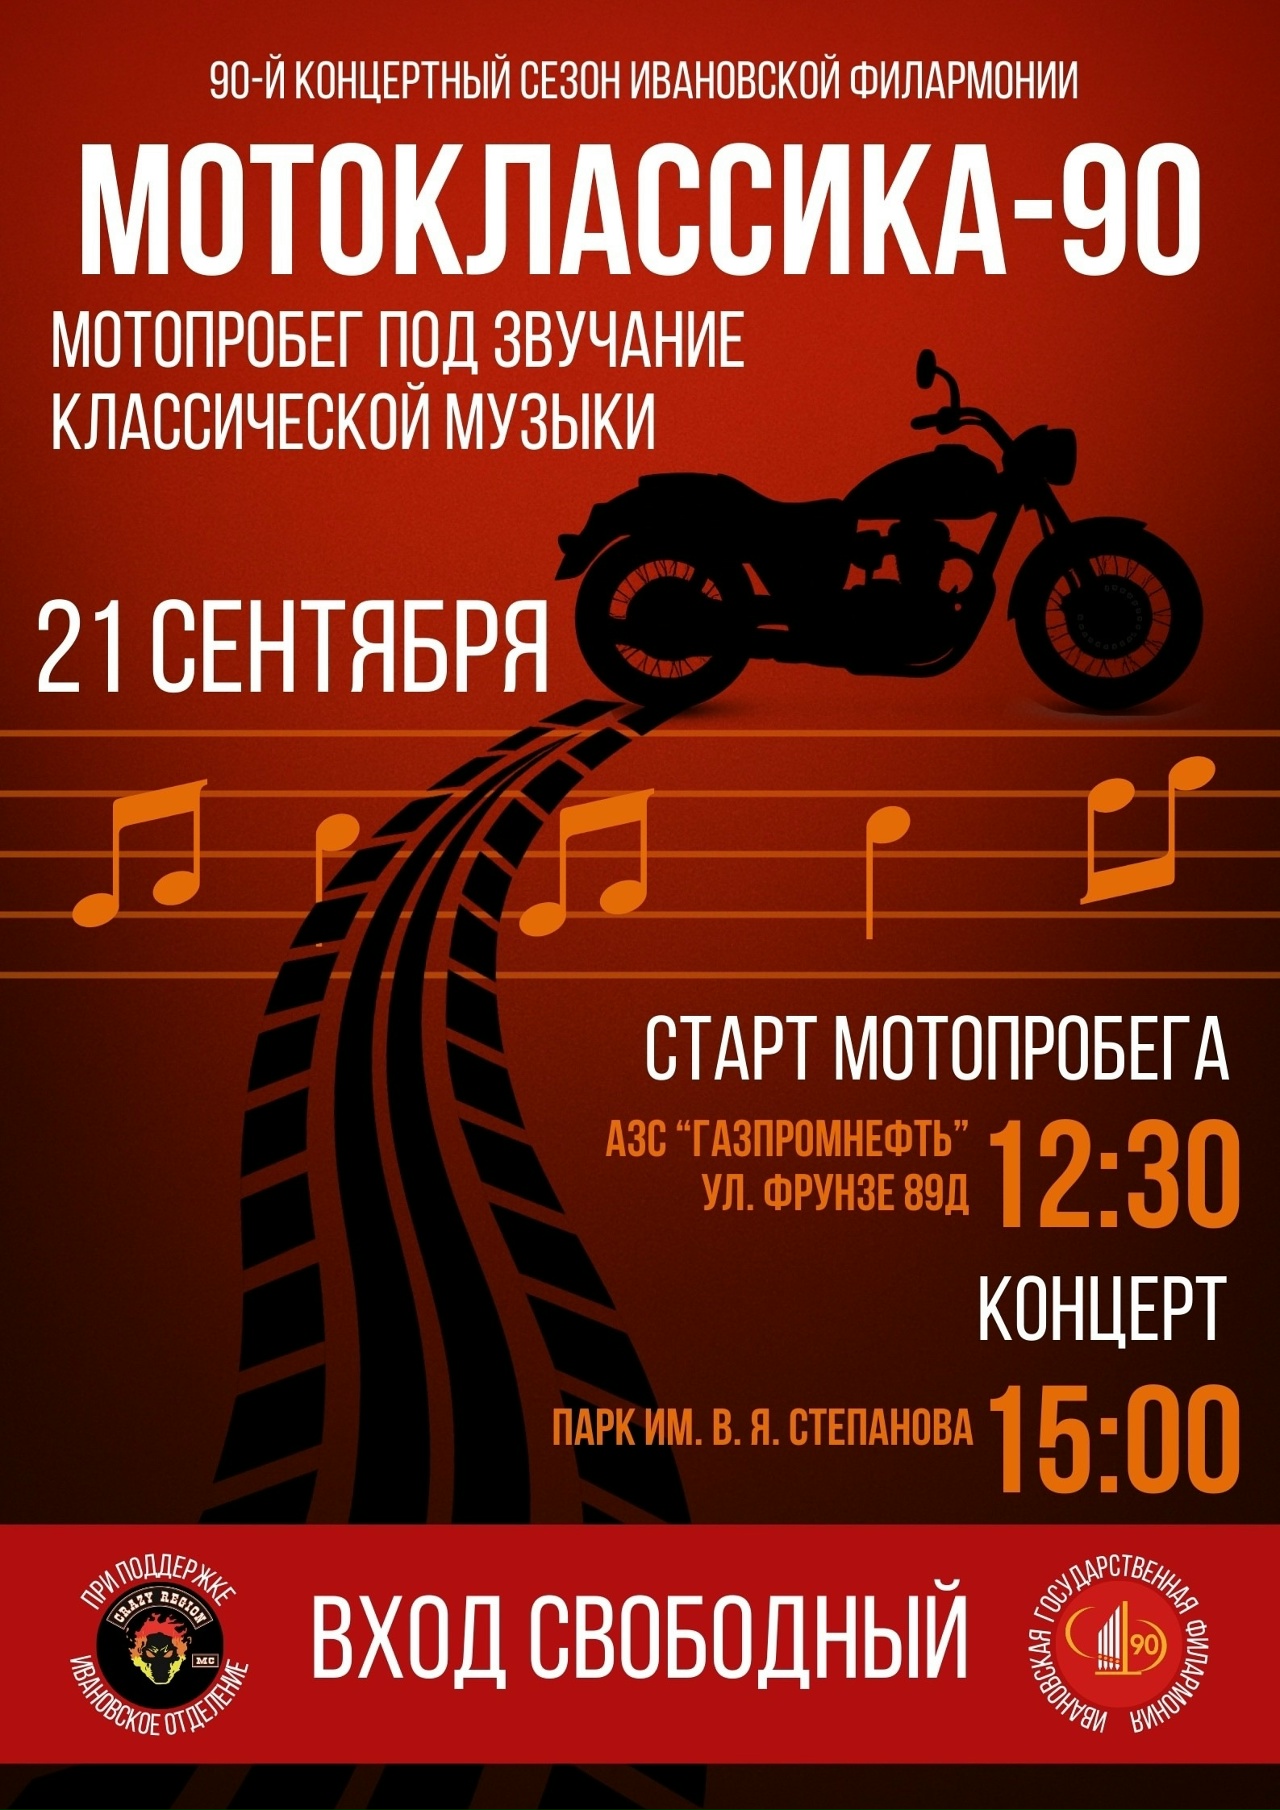 90-Й КОНЦЕРТНЫЙ СЕЗОН ИВАНОВСКОЙ ФИЛАРМОНИИ
МОТОКЛАССИКА-90
МОТОПРОБЕГ ПОД ЗВУЧАНИЕ
КЛАССИЧЕСКОЙ МУЗЫКИ
21 СЕНТЯБРЯ
СТАРТ МОТОПРОБЕГА
АЗС “ГАЗПРОМНЕФТЬ”
УЛ. ФРУНЗЕ 89Д
12:30
КОНЦЕРТ
ПАРК ИМ. В. Я. СТЕПАНОВА
15:00
ПРИ ПОДДЕРЖКЕ
CRAZY REGION
MC
ИВАНОВСКОЕ ОТДЕЛЕНИЕ
ВХОД СВОБОДНЫЙ
ИВАНОВСКАЯ ГОСУДАРСТВЕННАЯ ФИЛАРМОНИЯ
90